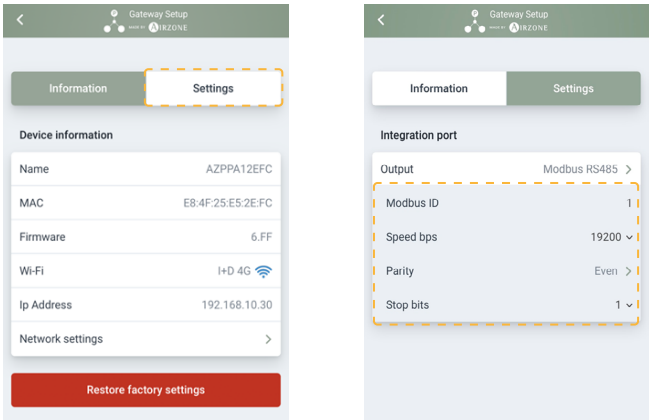 Gateway Setup
MADE BY AIRZONE
Information
Settings
Device information
Name
AZPPA12EFC
MAC
E8:4F:25:E5:2E:FC
Firmware
6.FF
Wi-Fi
I+D 4G
Ip Address
192.168.10.30
Network settings
Restore factory settings
Gateway Setup
MADE BY AIRZONE
Information
Settings
Integration port
Output
Modbus RS485
Modbus ID
1
Speed bps
19200
Parity
Even
Stop bits
1